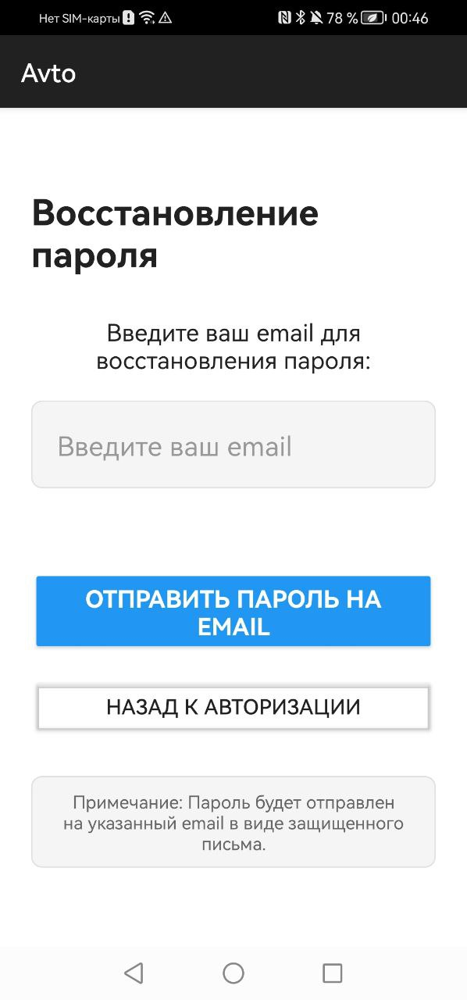 Нет SIM-карты 78 % 00:46
Avto
Восстановление
пароля
Введите ваш email для
восстановления пароля:
Введите ваш email
ОТПРАВИТЬ ПАРОЛЬ НА
EMAIL
НАЗАД К АВТОРИЗАЦИИ
Примечание: Пароль будет отправлен
на указанный email в виде защищенного
письма.